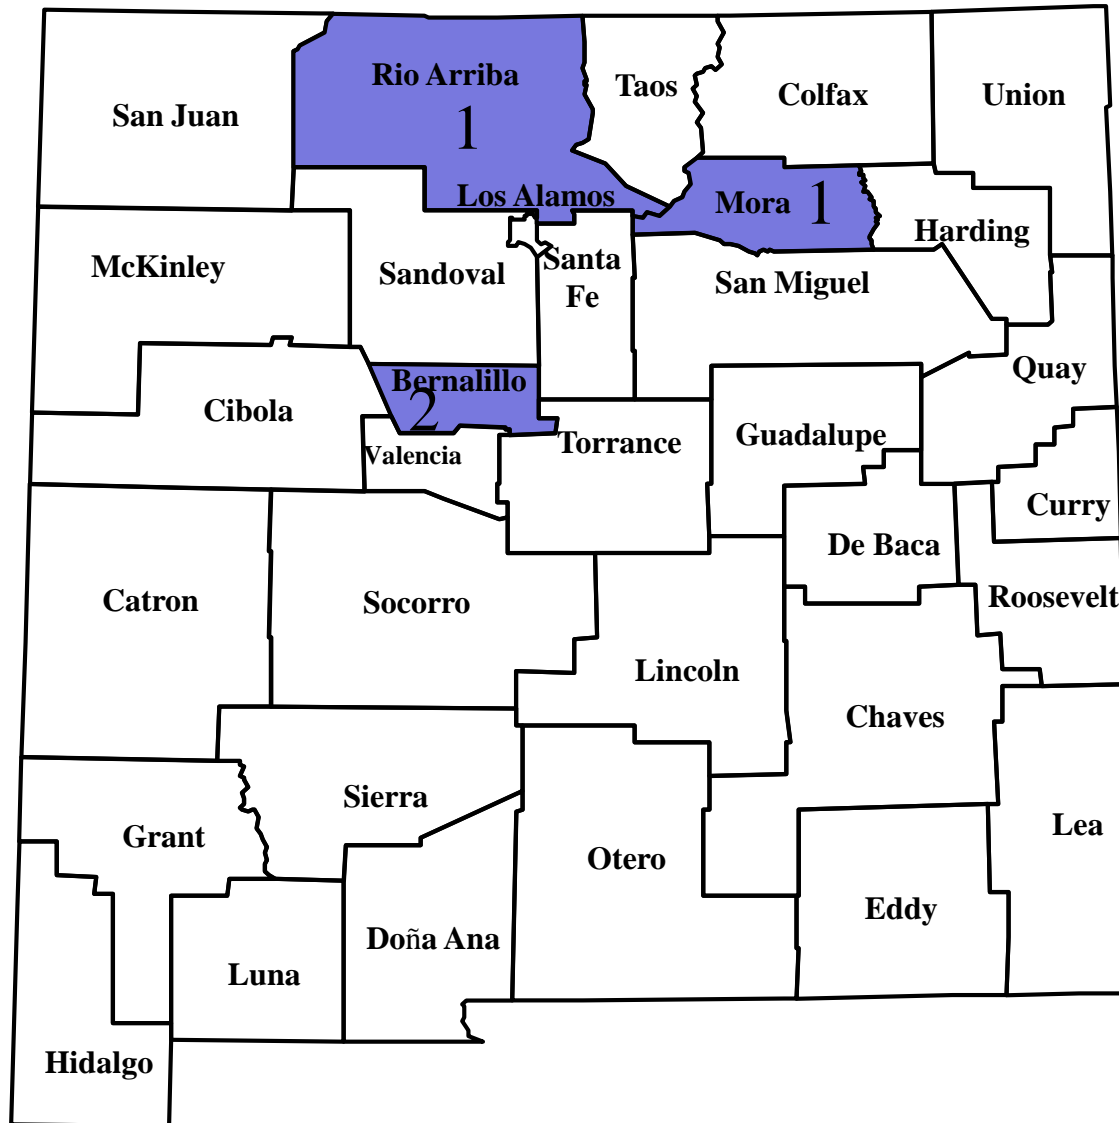 Rio Arriba
Taos
Colfax
Union
San Juan
1
Los Alamos
Mora 1
Harding
McKinley
Sandoval
Santa
Fe
San Miguel
Quay
Bernalillo
2
Cibola
Valencia
Torrance
Guadalupe
Curry
De Baca
Catron
Socorro
Roosevelt
Lincoln
Chaves
Sierra
Grant
Lea
Otero
Eddy
Doña Ana
Luna
Hidalgo